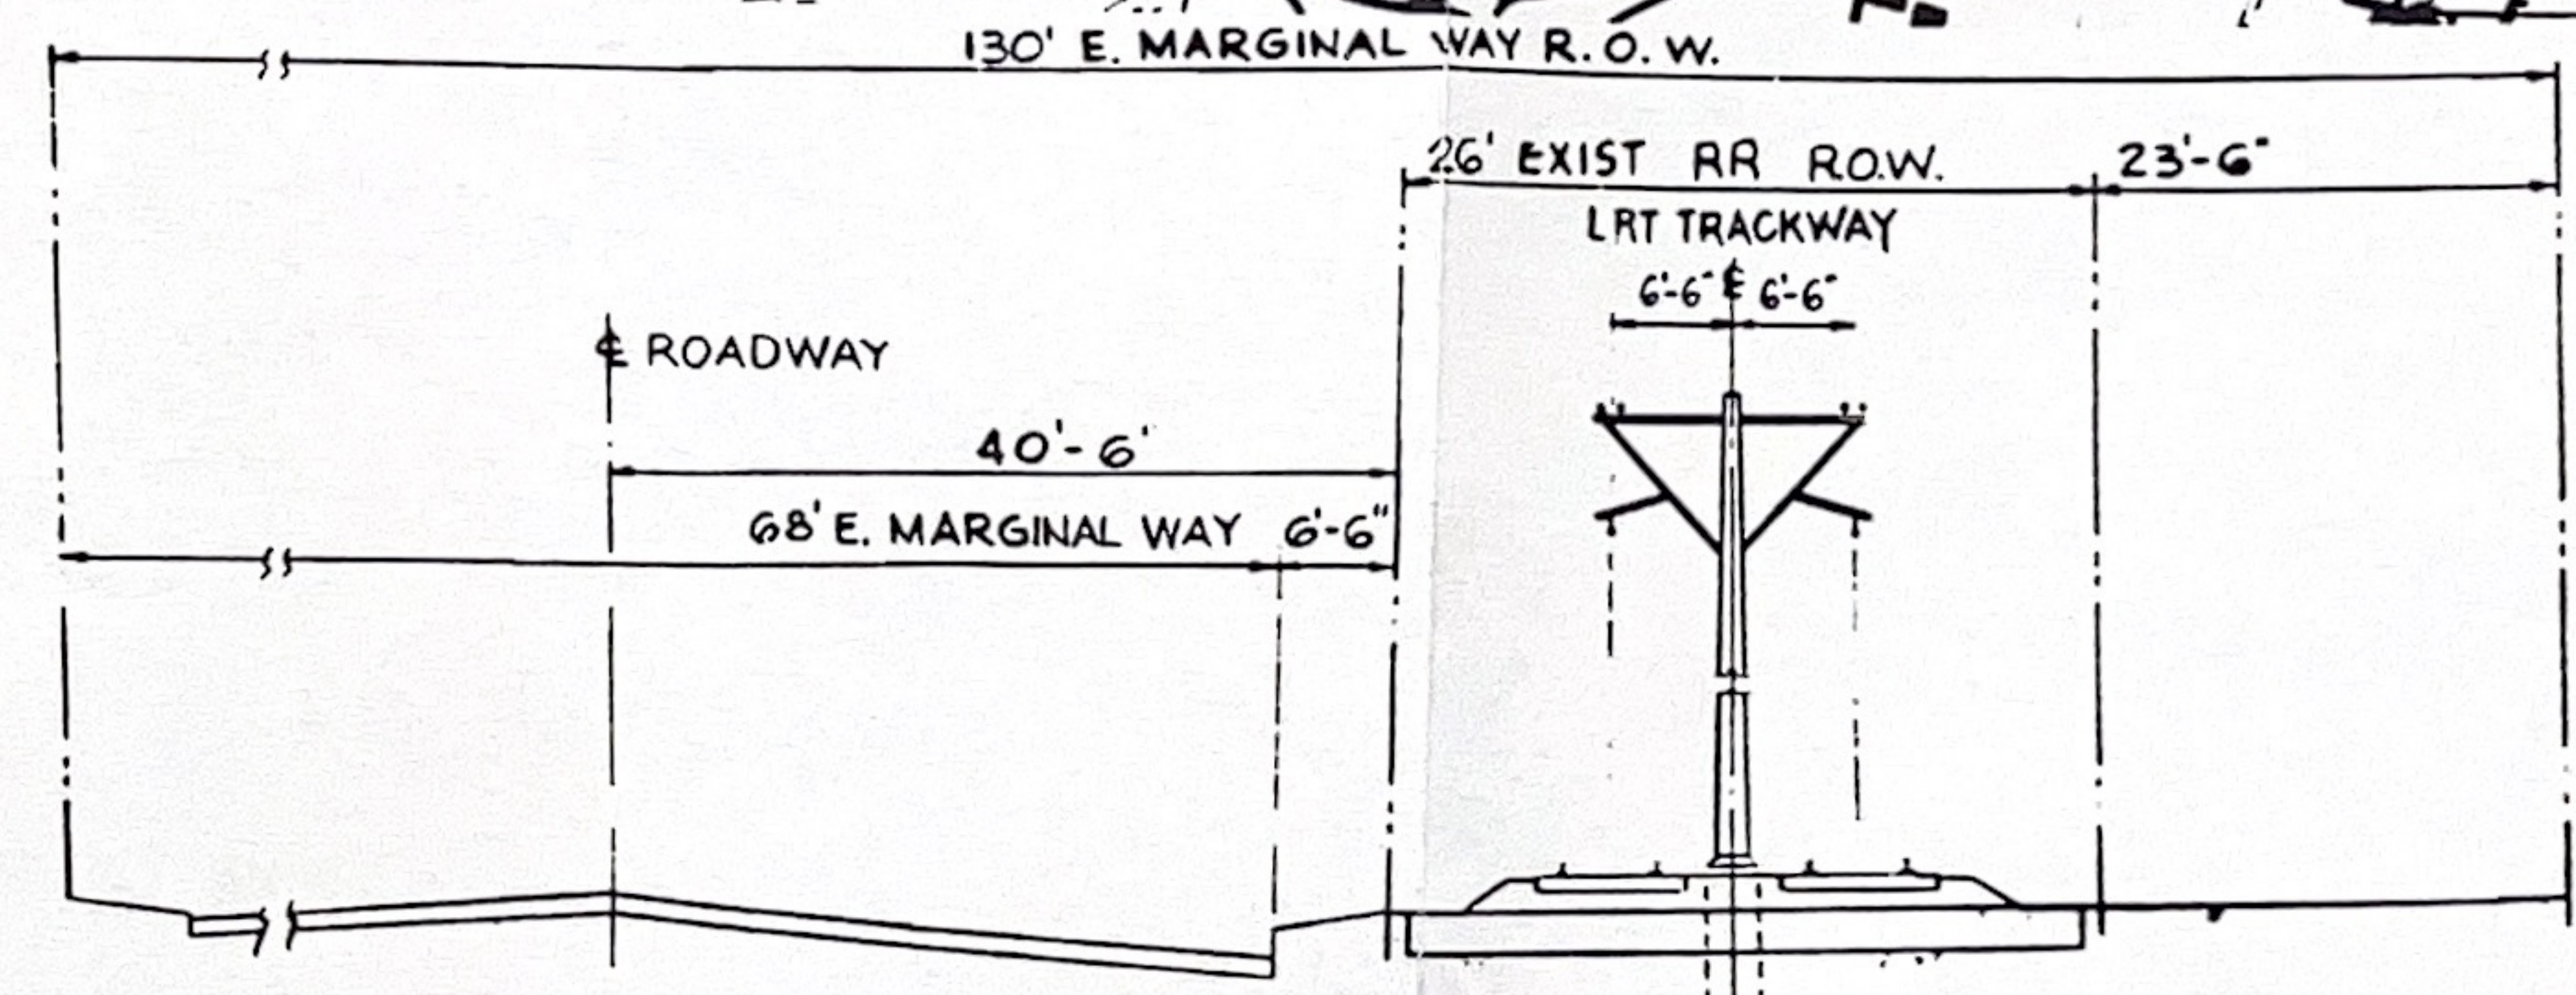 130' E. MARGINAL WAY R.O.W.
26' EXIST RR R.O.W.
23'-6"
LRT TRACKWAY
6'-6" ℄ 6'-6"
℄ ROADWAY
40'-6'
68' E. MARGINAL WAY
6'-6"